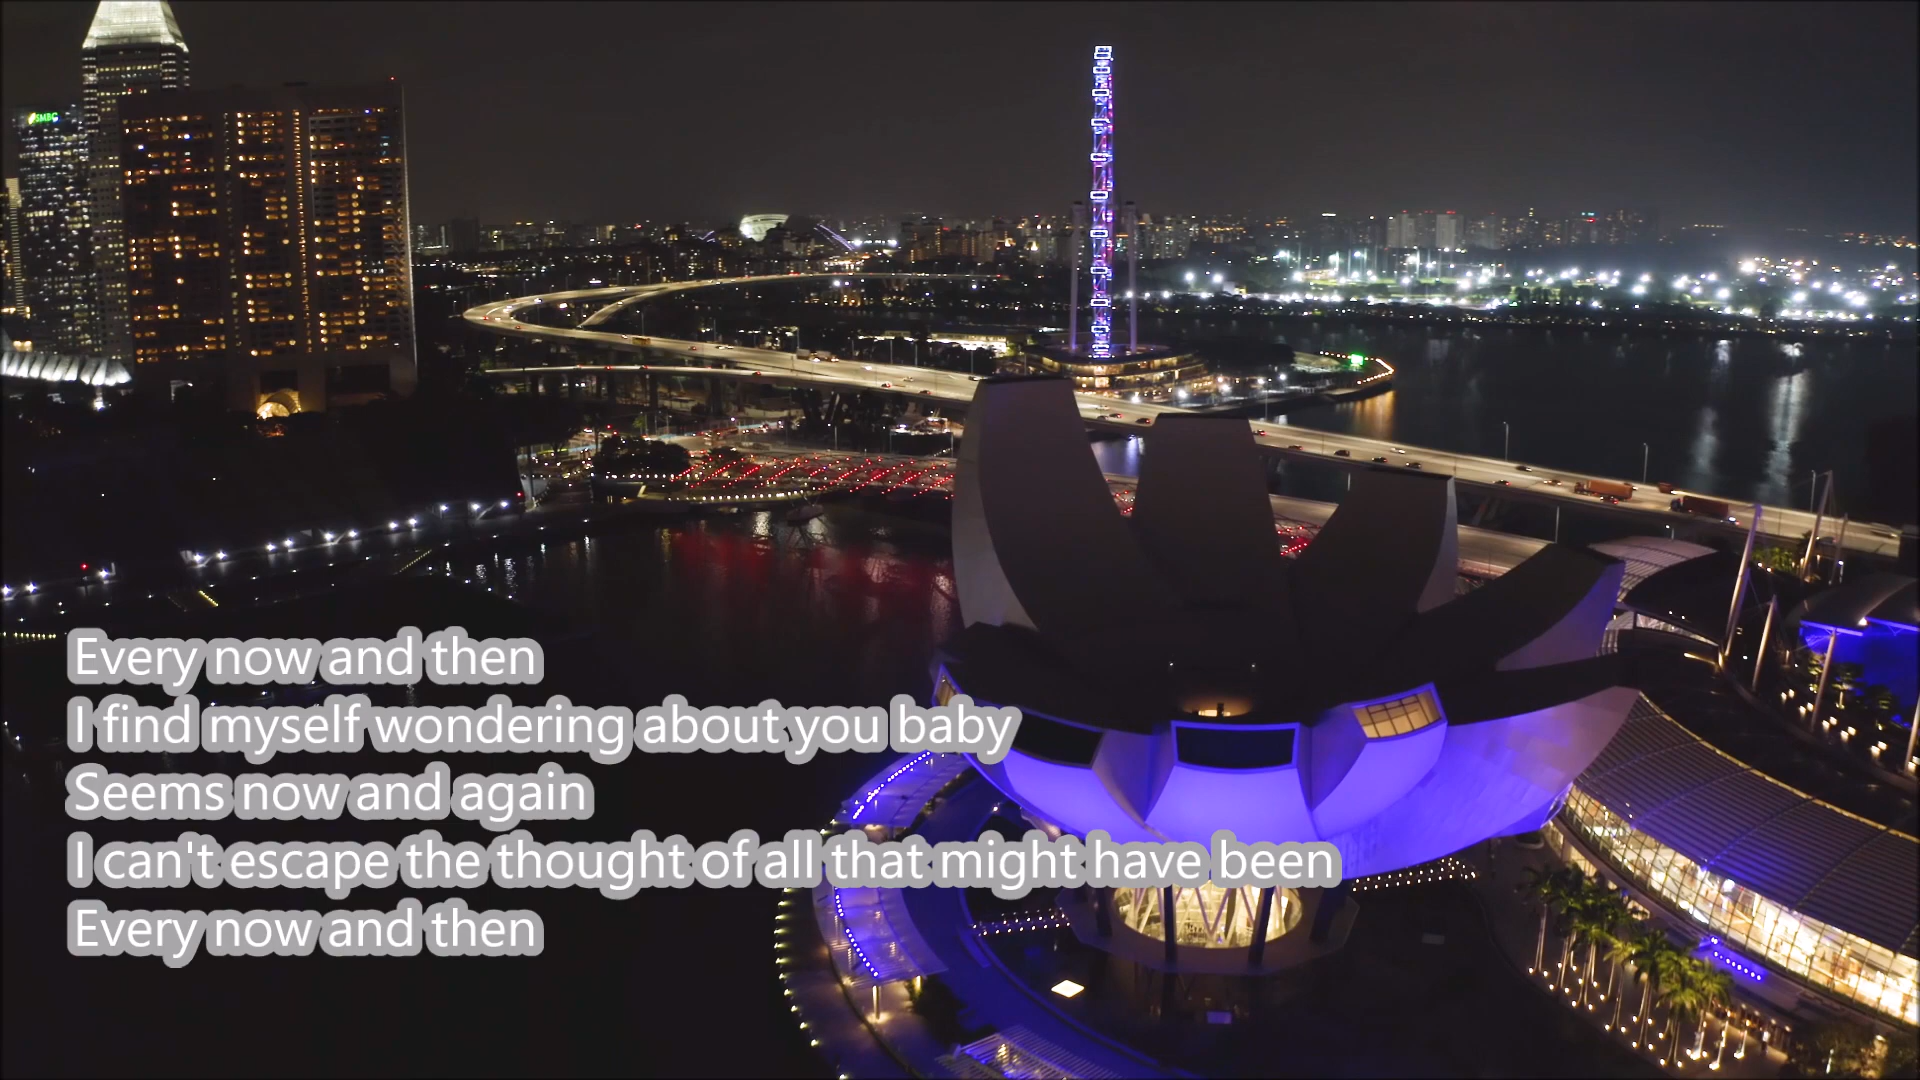 SMBC
Every now and then
I find myself wondering about you baby
Seems now and again
I can't escape the thought of all that might have been
Every now and then